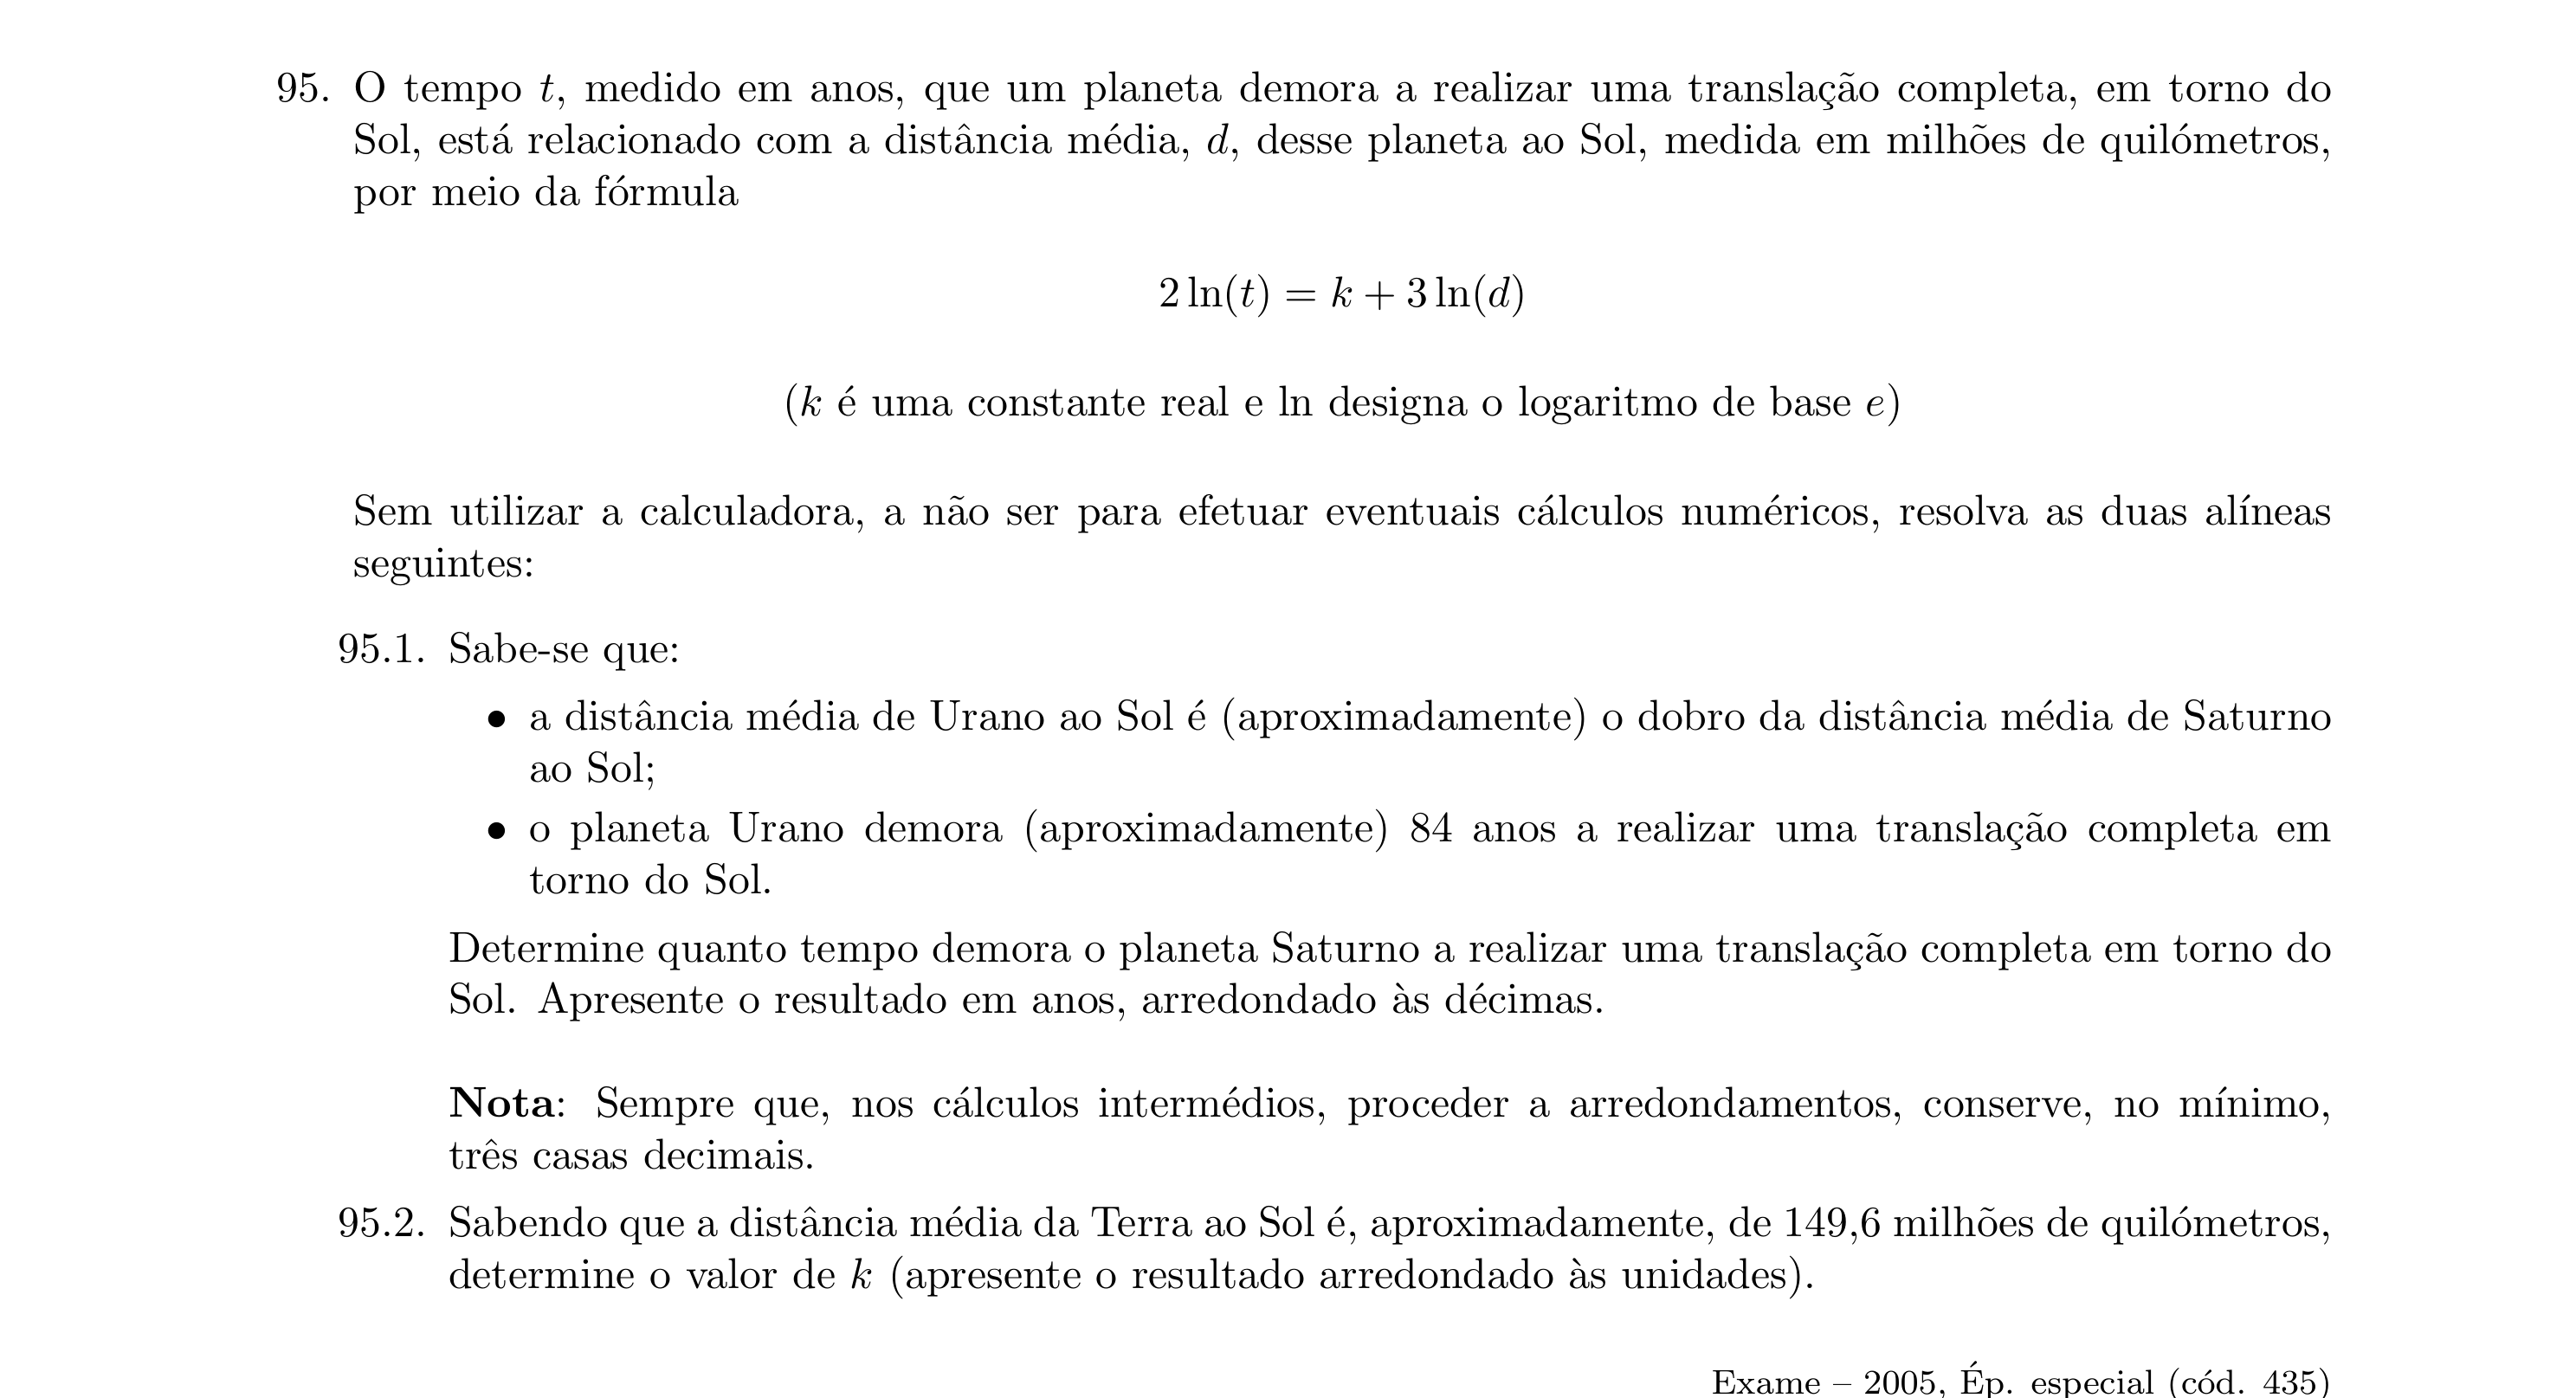 95. O tempo t, medido em anos, que um planeta demora a realizar uma translação completa, em torno do
Sol, está relacionado com a distância média, d, desse planeta ao Sol, medida em milhões de quilómetros,
por meio da fórmula
2 ln(t) = k + 3 ln(d)
(k é uma constante real e ln designa o logaritmo de base e)
Sem utilizar a calculadora, a não ser para efetuar eventuais cálculos numéricos, resolva as duas alíneas
seguintes:
95.1. Sabe-se que:
• a distância média de Urano ao Sol é (aproximadamente) o dobro da distância média de Saturno
ao Sol;
• o planeta Urano demora (aproximadamente) 84 anos a realizar uma translação completa em
torno do Sol.
Determine quanto tempo demora o planeta Saturno a realizar uma translação completa em torno do
Sol. Apresente o resultado em anos, arredondado às décimas.
Nota: Sempre que, nos cálculos intermédios, proceder a arredondamentos, conserve, no mínimo,
três casas decimais.
95.2. Sabendo que a distância média da Terra ao Sol é, aproximadamente, de 149,6 milhões de quilómetros,
determine o valor de k (apresente o resultado arredondado às unidades).
Exame – 2005, Ép. especial (cód. 435)